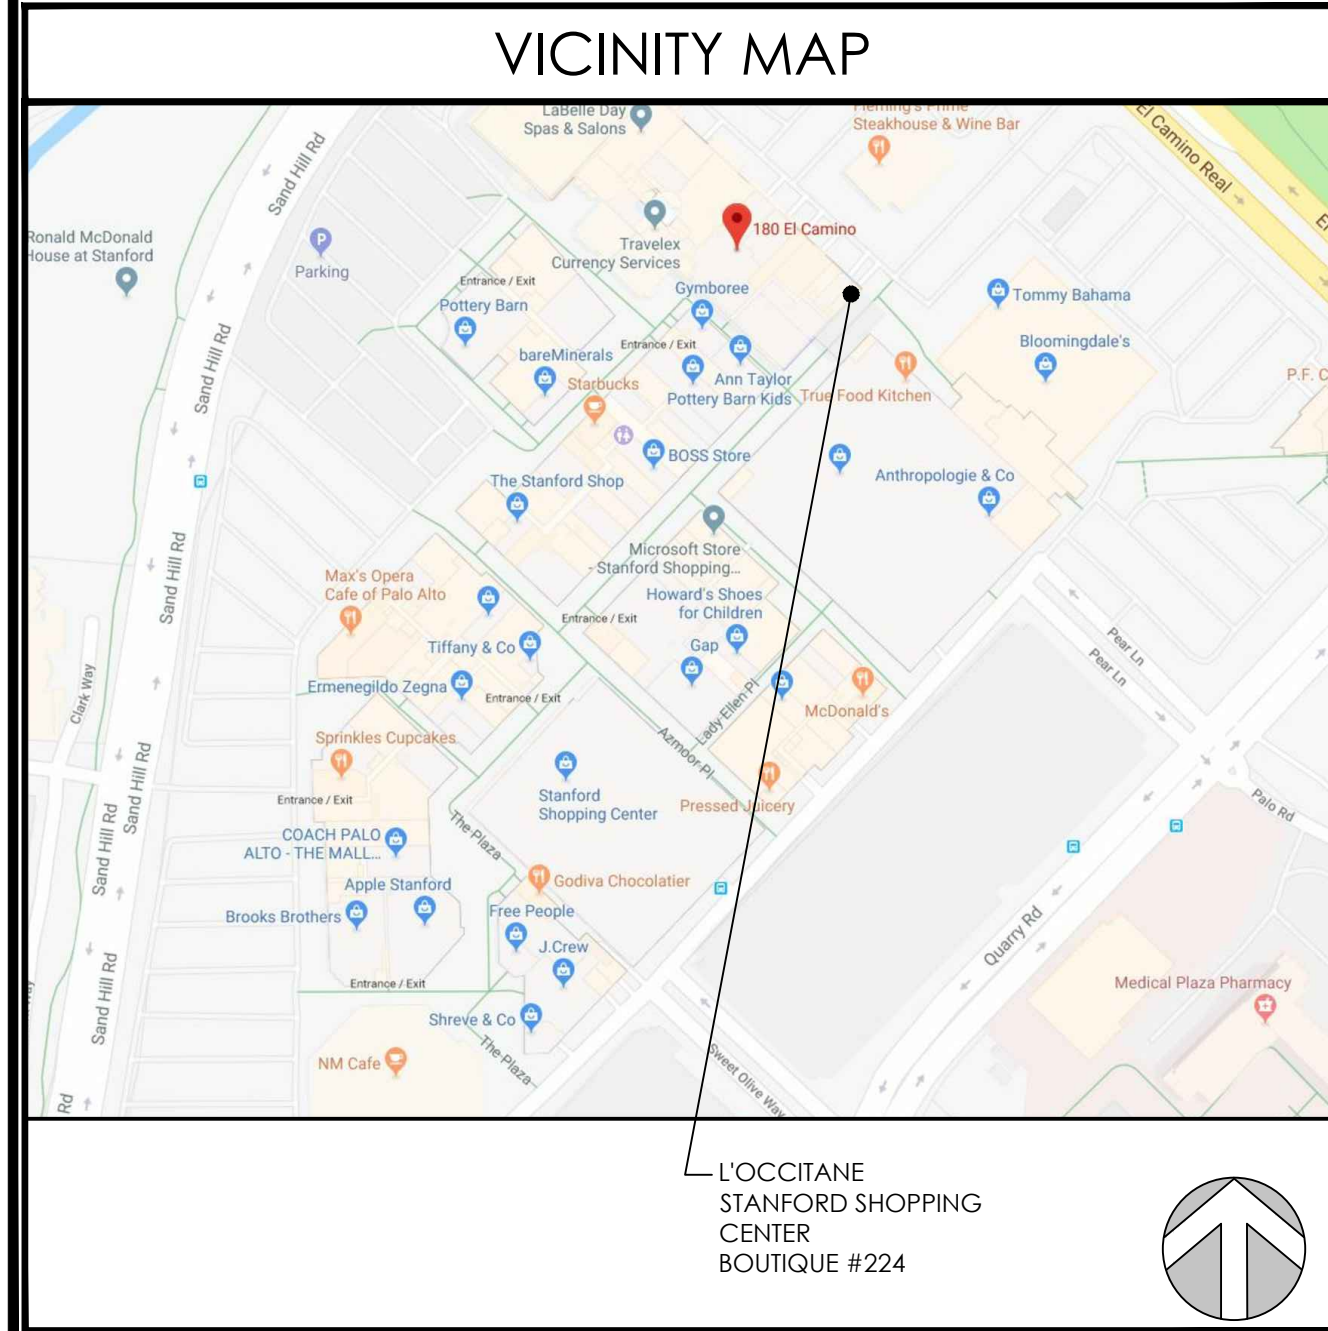 VICINITY MAP
LaBelle Day
Spas & Salons
Fleming's Prime
Steakhouse & Wine Bar
El Camino Real
Sand Hill Rd
Ronald McDonald
House at Stanford
Parking
Travelex
Currency Services
180 El Camino
Entrance / Exit
Pottery Barn
Gymboree
Tommy Bahama
Bloomingdale's
Entrance / Exit
bareMinerals
Starbucks
Ann Taylor
Pottery Barn Kids
True Food Kitchen
P.F. C
Sand Hill Rd
BOSS Store
The Stanford Shop
Anthropologie & Co
Microsoft Store
- Stanford Shopping...
Sand Hill Rd
Max's Opera
Cafe of Palo Alto
Howard's Shoes
for Children
Entrance / Exit
Gap
Tiffany & Co
Ermenegildo Zegna
Entrance / Exit
Pear Ln
Pear Ln
Clark Way
Lady Ellen Pl
McDonald's
Azmoor Pl
Sprinkles Cupcakes
Sand Hill Rd
Sand Hill Rd
Entrance / Exit
Stanford
Shopping Center
Pressed Juicery
Palo Rd
The Plaza
COACH PALO
ALTO - THE MALL...
Apple Stanford
Godiva Chocolatier
Brooks Brothers
Free People
J.Crew
Quarry Rd
Sand Hill Rd
Entrance / Exit
Medical Plaza Pharmacy
Shreve & Co
The Plaza
NM Cafe
Sweet Olive Way
Rd
L'OCCITANE
STANFORD SHOPPING
CENTER
BOUTIQUE #224